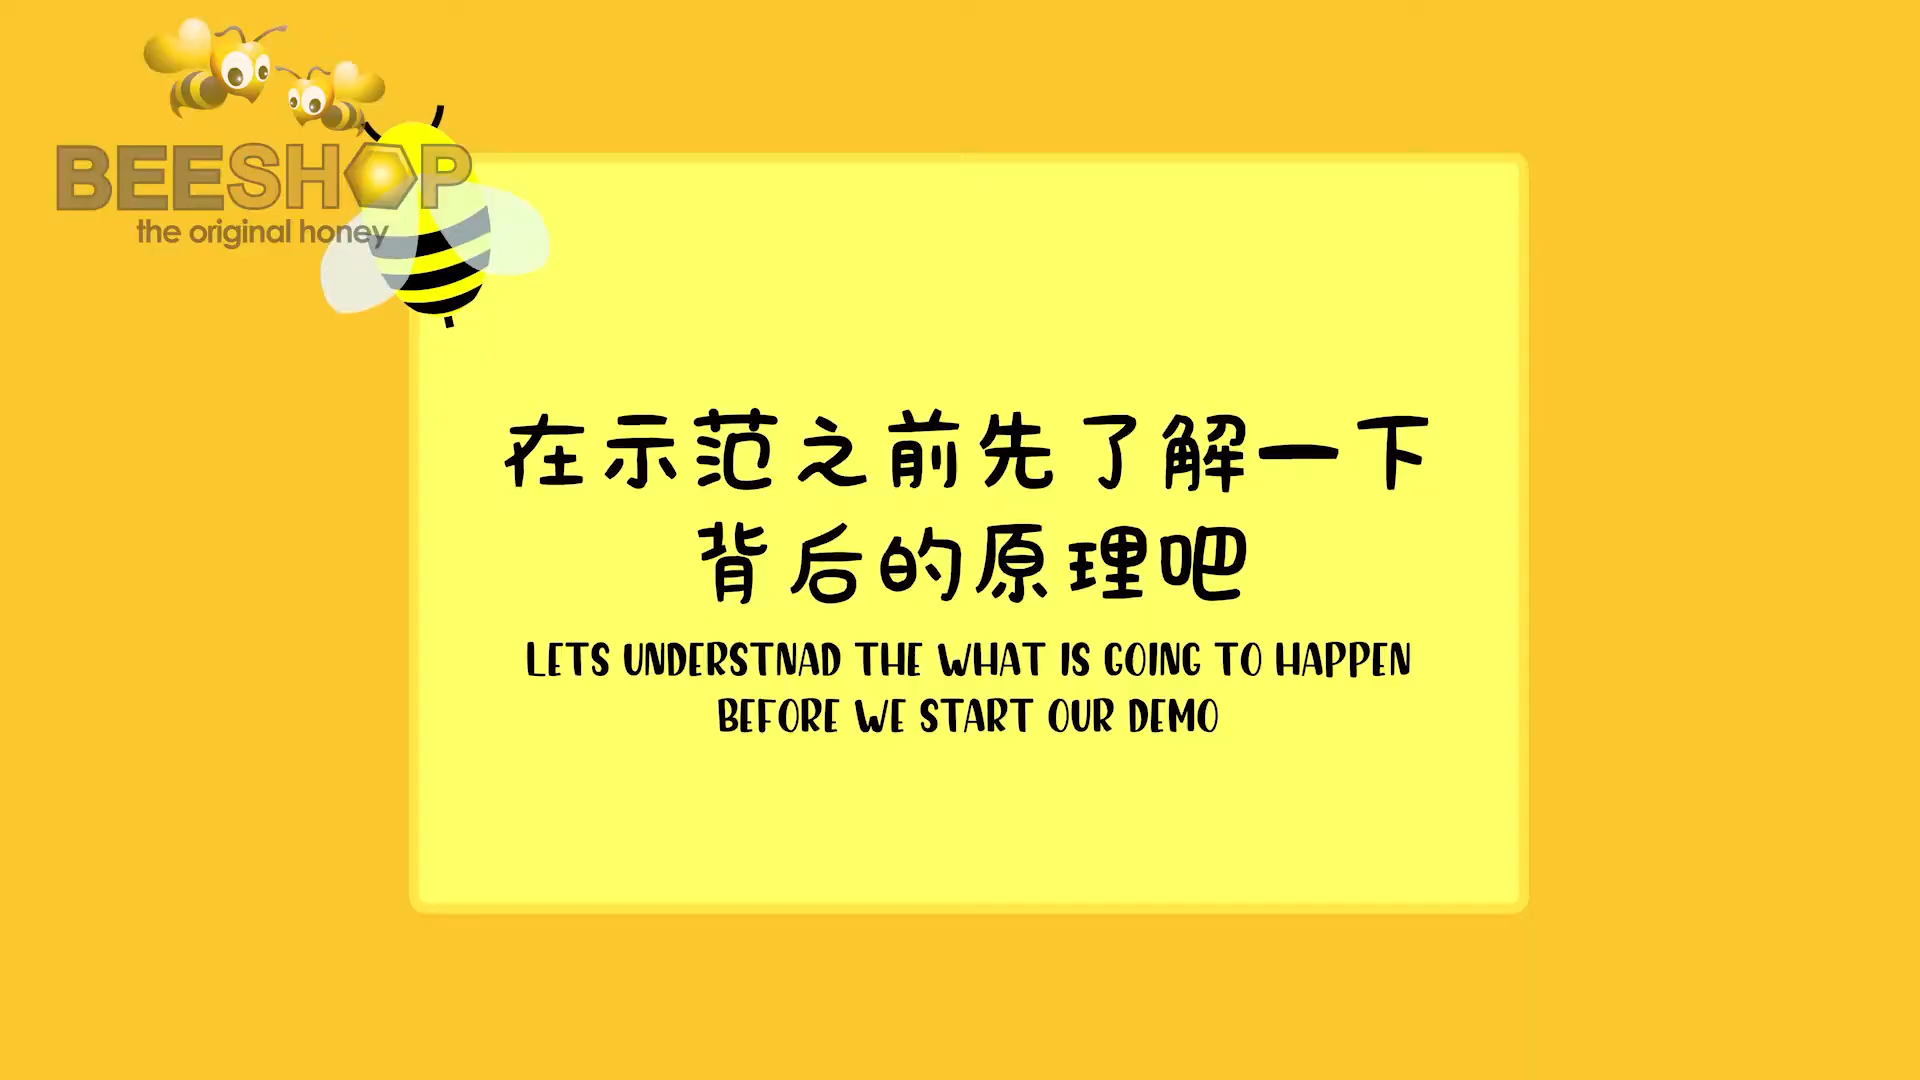 BEESHOP
the original honey
在示范之前先了解一下
背后的原理吧
LETS UNDERSTNAD THE WHAT IS GOING TO HAPPEN
BEFORE WE START OUR DEMO